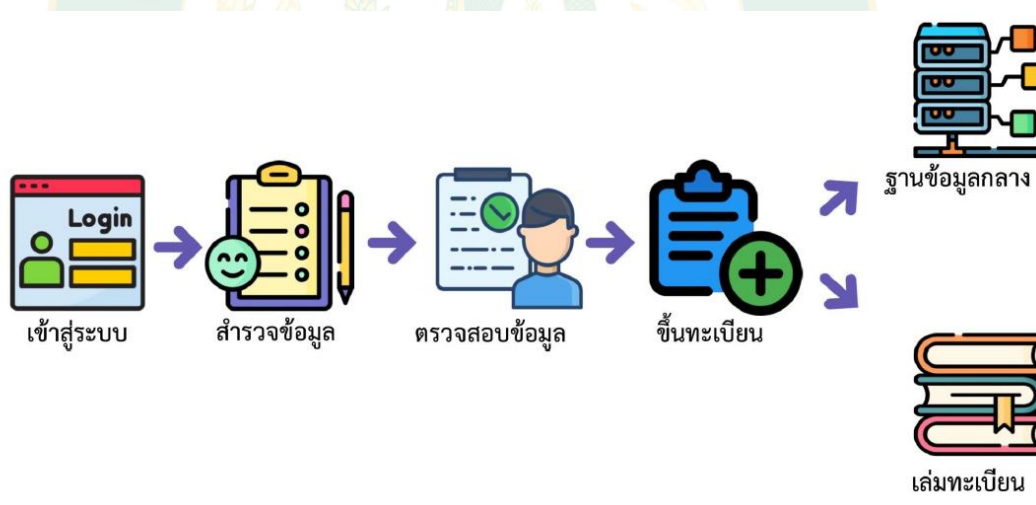 Login
เข้าสู่ระบบ
สำรวจข้อมูล
ตรวจสอบข้อมูล
ขึ้นทะเบียน
ฐานข้อมูลกลาง
เล่มทะเบียน